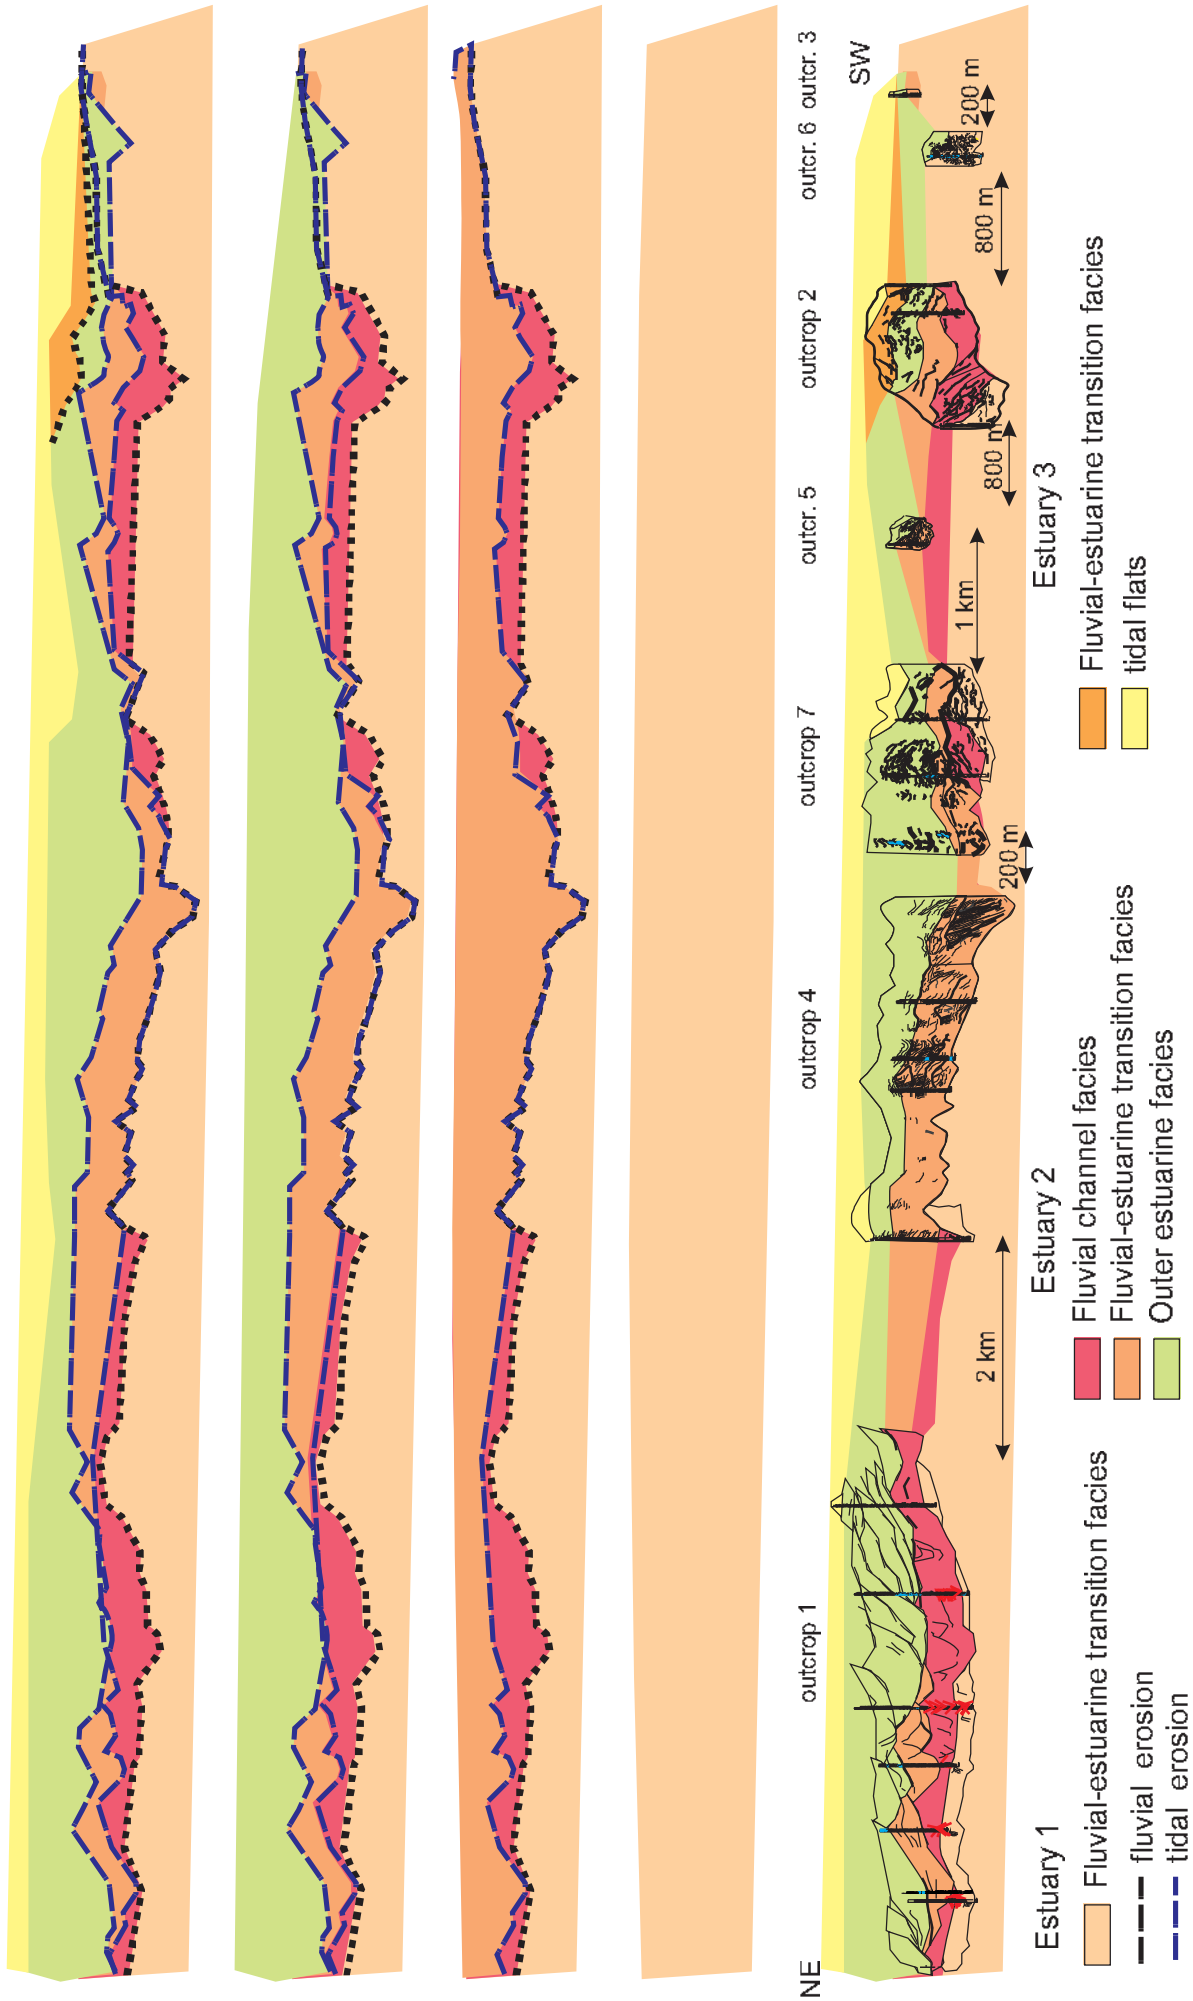 NE
outcrop 1
outcrop 4
outcrop 7
outcr. 5
outcrop 2
outcr. 6
outcr. 3
SW
2 km
200 m
1 km
800 m
800 m
200 m
Estuary 1
Estuary 2
Estuary 3
Fluvial-estuarine transition facies
fluvial erosion
tidal erosion
Fluvial channel facies
Fluvial-estuarine transition facies
Outer estuarine facies
Fluvial-estuarine transition facies
tidal flats